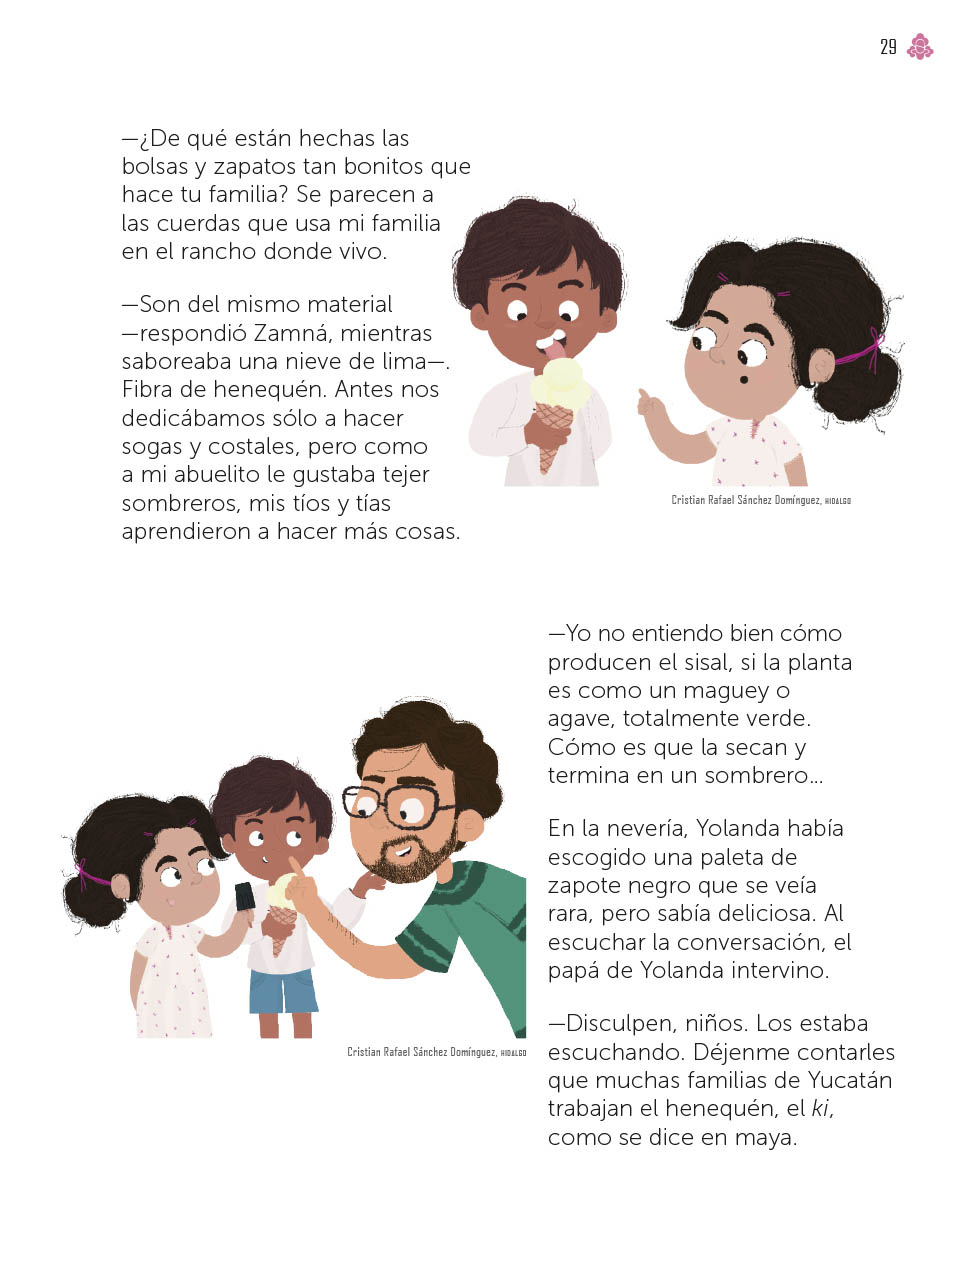 29
—¿De qué están hechas las
bolsas y zapatos tan bonitos que
hace tu familia? Se parecen a
las cuerdas que usa mi familia
en el rancho donde vivo.
—Son del mismo material
—respondió Zamná, mientras
saboreaba una nieve de lima—.
Fibra de henequén. Antes nos
dedicábamos sólo a hacer
sogas y costales, pero como
a mi abuelito le gustaba tejer
sombreros, mis tíos y tías
aprendieron a hacer más cosas.
Cristian Rafael Sánchez Domínguez, HIDALGO
—Yo no entiendo bien cómo
producen el sisal, si la planta
es como un maguey o
agave, totalmente verde.
Cómo es que la secan y
termina en un sombrero...
En la nevería, Yolanda había
escogido una paleta de
zapote negro que se veía
rara, pero sabía deliciosa. Al
escuchar la conversación, el
papá de Yolanda intervino.
—Disculpen, niños. Los estaba
escuchando. Déjenme contarles
que muchas familias de Yucatán
trabajan el henequén, el ki,
como se dice en maya.
Cristian Rafael Sánchez Domínguez, HIDALGO